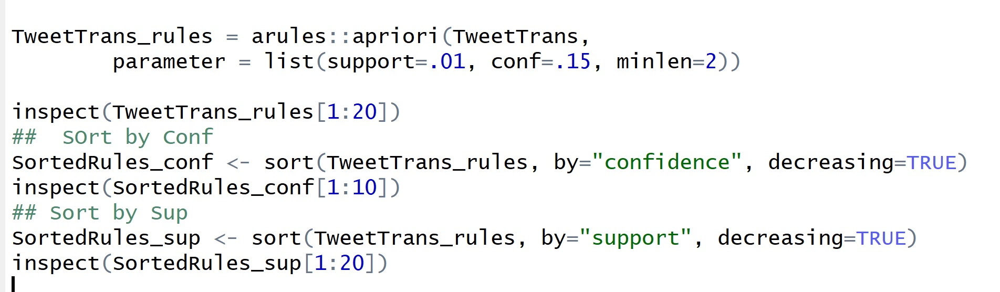 TweetTrans_rules = arules::apriori(TweetTrans,
        parameter = list(support=.01, conf=.15, minlen=2))
inspect(TweetTrans_rules[1:20])
##  SOrt by Conf
SortedRules_conf <- sort(TweetTrans_rules, by="confidence", decreasing=TRUE)
inspect(SortedRules_conf[1:10])
## Sort by Sup
SortedRules_sup <- sort(TweetTrans_rules, by="support", decreasing=TRUE)
inspect(SortedRules_sup[1:20])